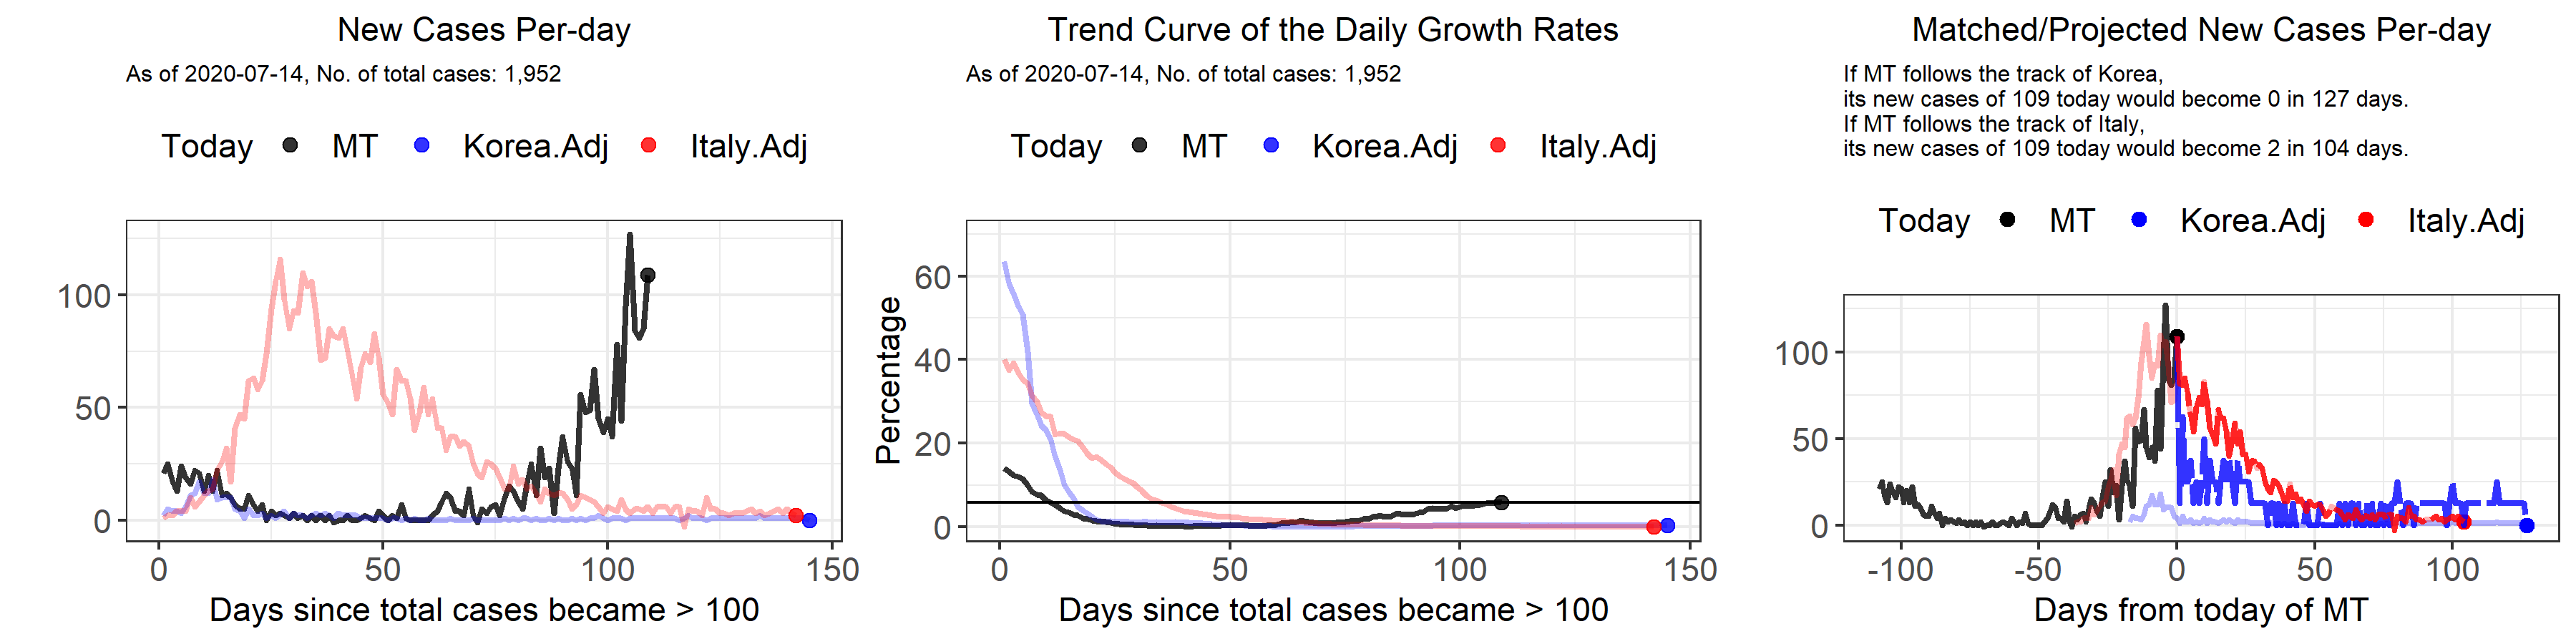 New Cases Per-day
As of 2020-07-14, No. of total cases: 1,952
Today MT Korea.Adj Italy.Adj
100
50
0
0 50 100 150
Days since total cases became > 100
Trend Curve of the Daily Growth Rates
As of 2020-07-14, No. of total cases: 1,952
Today MT Korea.Adj Italy.Adj
Percentage
60
40
20
0
0 50 100 150
Days since total cases became > 100
Matched/Projected New Cases Per-day
If MT follows the track of Korea,
its new cases of 109 today would become 0 in 127 days.
If MT follows the track of Italy,
its new cases of 109 today would become 2 in 104 days.
Today MT Korea.Adj Italy.Adj
100
50
0
-100 -50 0 50 100
Days from today of MT